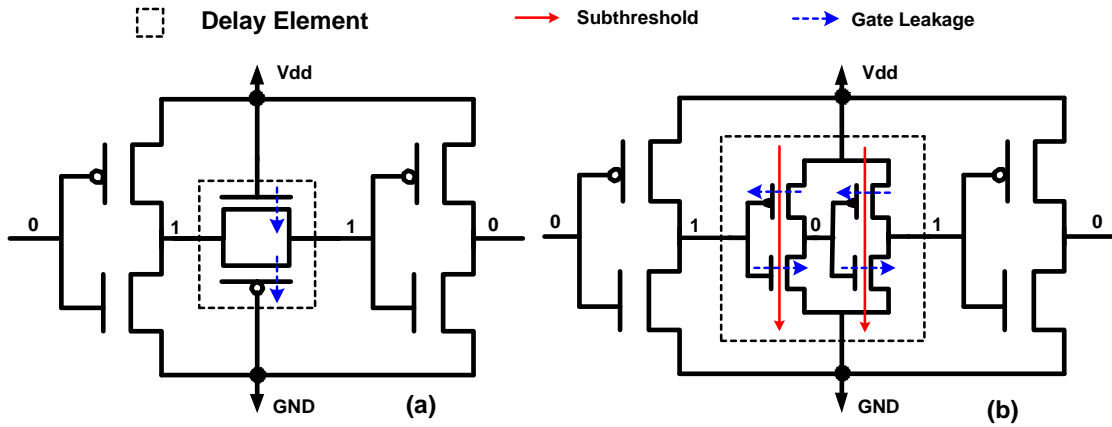 Delay Element
Subthreshold
Gate Leakage
Vdd
0
1
1
0
GND
(a)
Vdd
0
1
0
1
0
GND
(b)